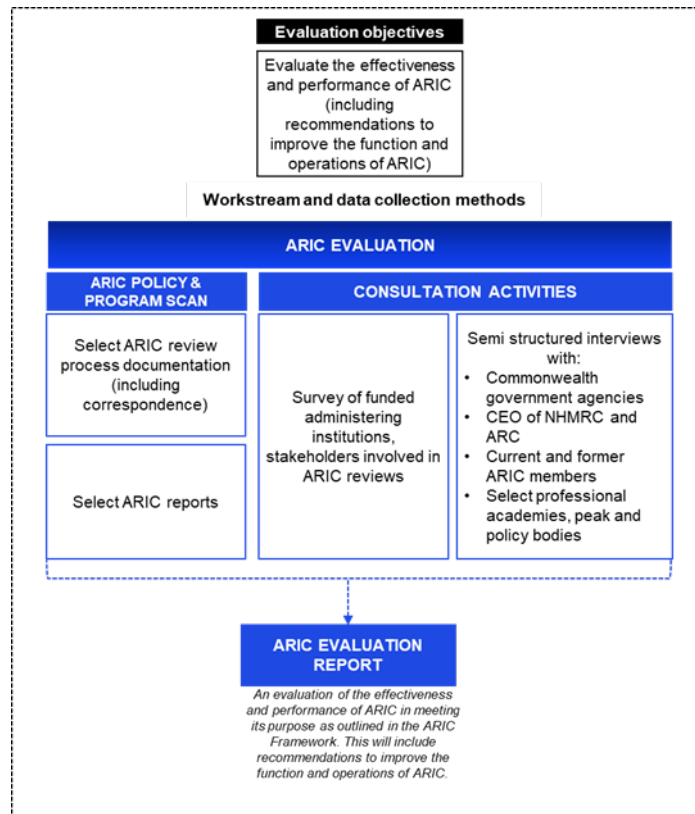 Evaluation objectives
Evaluate the effectiveness
and performance of ARIC
(including
recommendations to
improve the function and
operations of ARIC)
Workstream and data collection methods
ARIC EVALUATION
ARIC POLICY &
PROGRAM SCAN
Select ARIC review
process documentation
(including
correspondence)
Select ARIC reports
CONSULTATION ACTIVITIES
Survey of funded
administering
institutions,
stakeholders involved in
ARIC reviews
Semi structured interviews
with:
• Commonwealth
government agencies
• CEO of NHMRC and
ARC
• Current and former
ARIC members
• Select professional
academies, peak and
policy bodies
ARIC EVALUATION
REPORT
An evaluation of the effectiveness
and performance of ARIC in meeting
its purpose as outlined in the ARIC
Framework. This will include
recommendations to improve the
function and operations of ARIC.